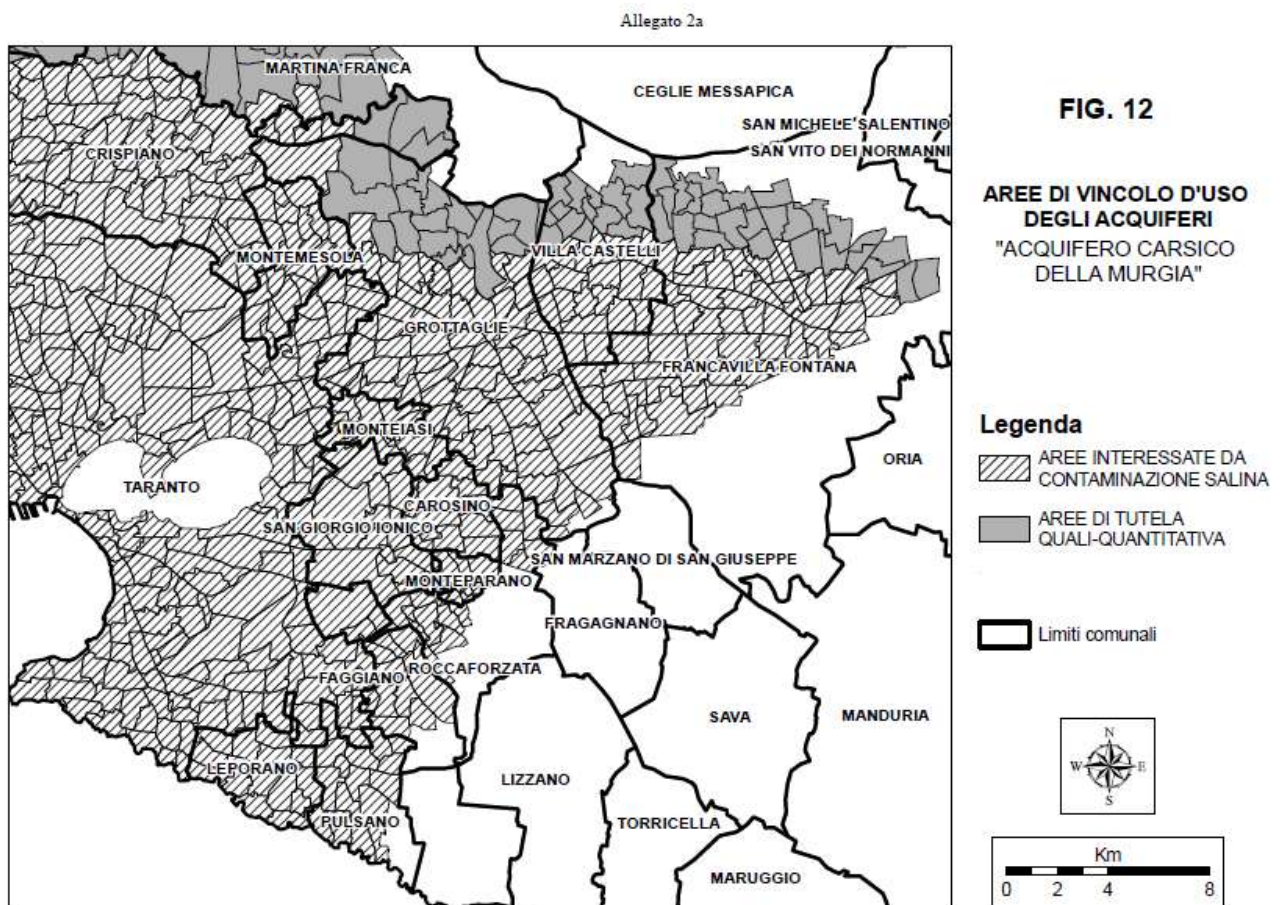 Allegato 2a
MARTINA FRANCA
CEGLIE MESSAPICA
SAN MICHELE SALENTINO
SAN VITO DEI NORMANNI
CRISPIANO
MONTEMESOLA
VILLA CASTELLI
GROTTAGLIE
FRANCAVILLA FONTANA
MONTEIASI
ORIA
TARANTO
CAROSINO
SAN GIORGIO IONICO
SAN MARZANO DI SAN GIUSEPPE
MONTEPARANO
FRAGAGNANO
ROCCAFORZATA
FAGGIANO
SAVA
MANDURIA
LEPORANO
LIZZANO
PULSANO
TORRICELLA
MARUGGIO
FIG. 12
AREE DI VINCOLO D'USO
DEGLI ACQUIFERI
"ACQUIFERO CARSICO
DELLA MURGIA"
Legenda
AREE INTERESSATE DA
CONTAMINAZIONE SALINA
AREE DI TUTELA
QUALI-QUANTITATIVA
Limiti comunali
N
W E
S
Km
0 2 4 8